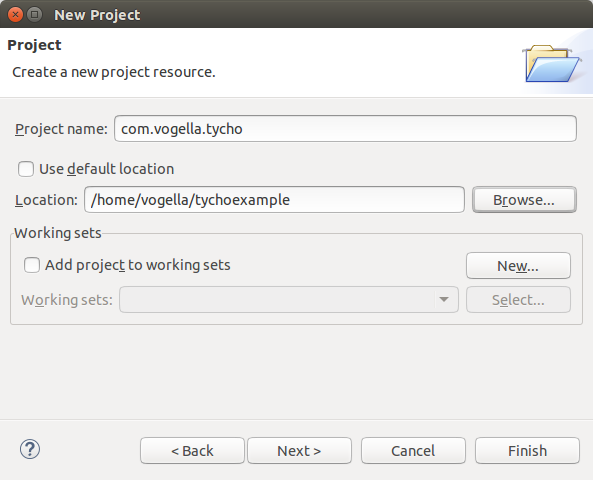 New Project
Project
Create a new project resource.
Project name: com.vogella.tycho
Use default location
Location: /home/vogella/tychoexample Browse...
Working sets
Add project to working sets New...
Working sets: Select...
? < Back Next > Cancel Finish